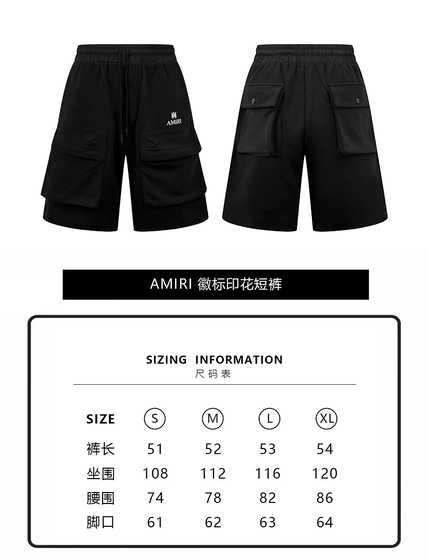 AMIRI
AMIRI 徽标印花短裤
SIZING INFORMATION
尺码表
SIZE S M L XL
裤长 51 52 53 54
坐围 108 112 116 120
腰围 74 78 82 86
脚口 61 62 63 64